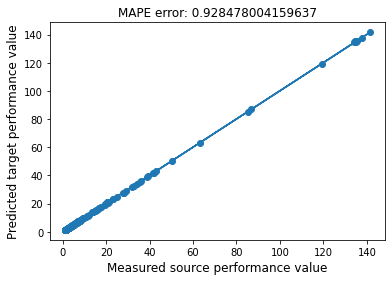 MAPE error: 0.928478004159637
Predicted target performance value
140
120
100
80
60
40
20
0
0 20 40 60 80 100 120 140
Measured source performance value